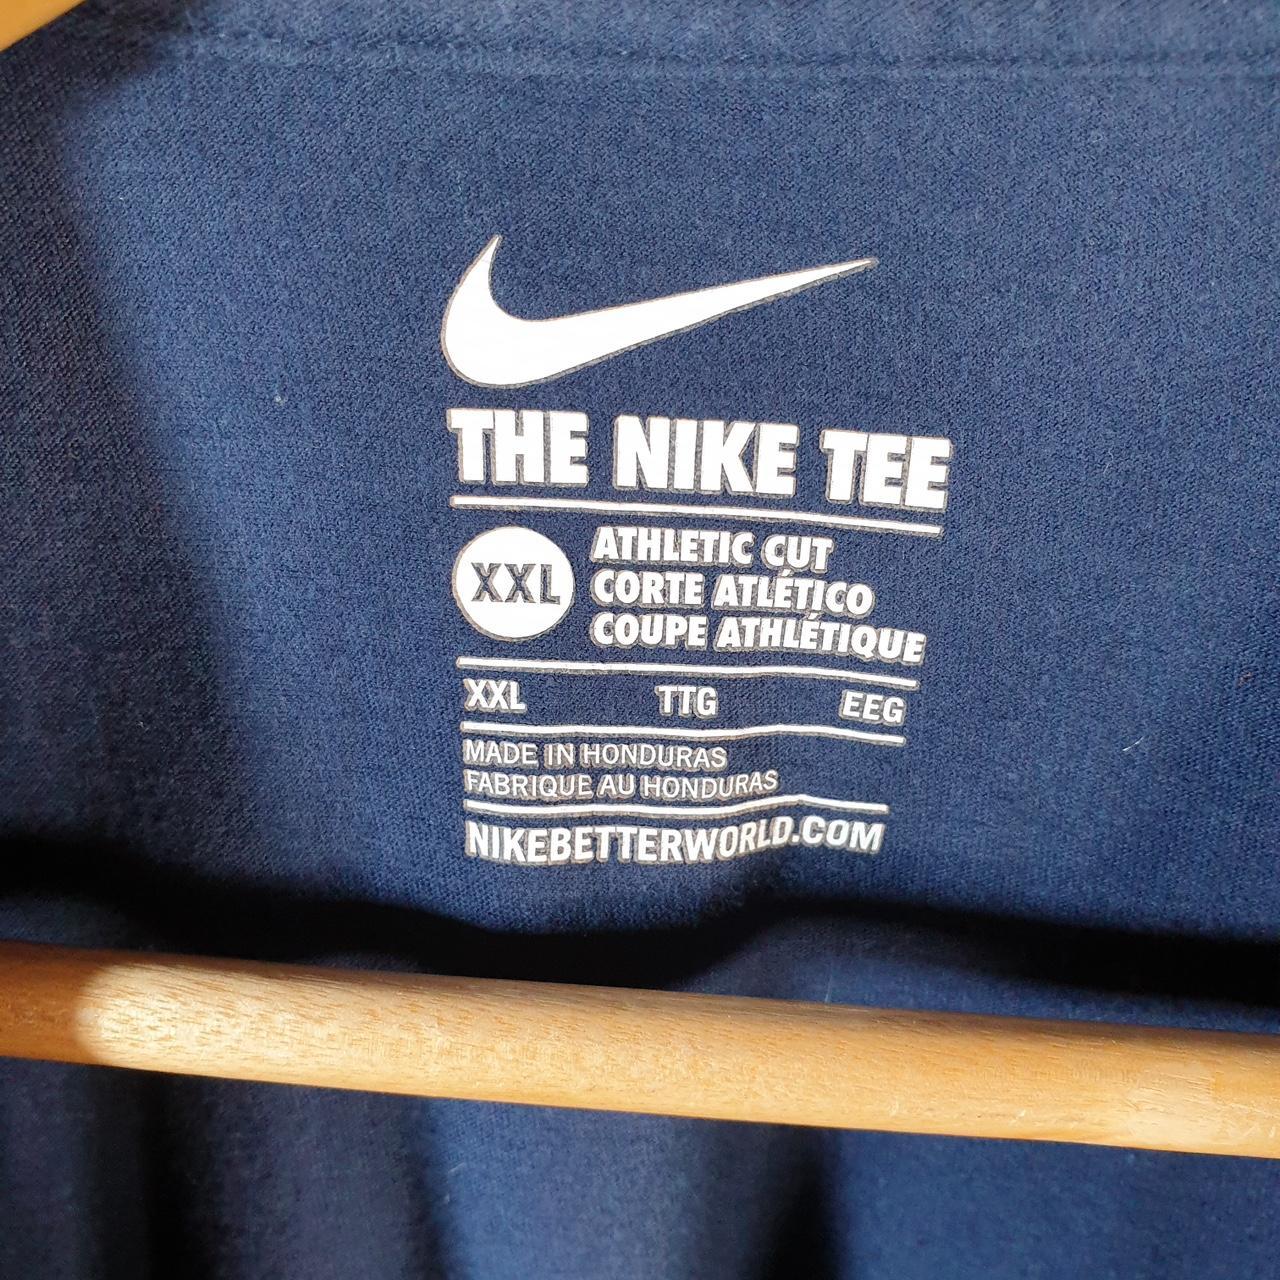 THE NIKE TEE
XXL
ATHLETIC CUT
CORTE ATLÉTICO
COUPE ATHLÉTIQUE
XXL TTG EEG
MADE IN HONDURAS
FABRIQUE AU HONDURAS
NIKEBETTERWORLD.COM